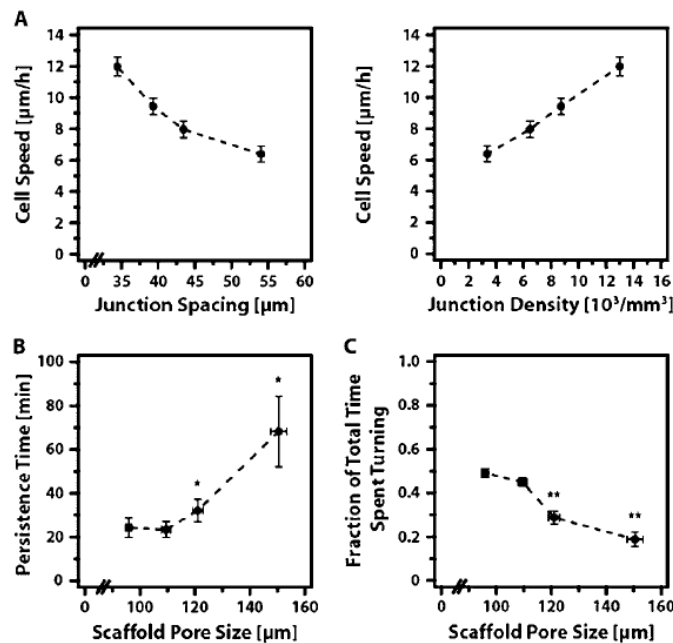 A
14
12
10
8
6
4
2
0
Cell Speed [µm/h]
0 35 40 45 50 55 60
Junction Spacing [µm]
14
12
10
8
6
4
2
0
Cell Speed [µm/h]
0 2 4 6 8 10 12 14 16
Junction Density [10³/mm³]
B
100
80
60
40
20
0
Persistence Time [min]
*
*
0 100 120 140 160
Scaffold Pore Size [µm]
C
1.0
0.8
0.6
0.4
0.2
0
Fraction of Total Time
Spent Turning
**
**
0 100 120 140 160
Scaffold Pore Size [µm]